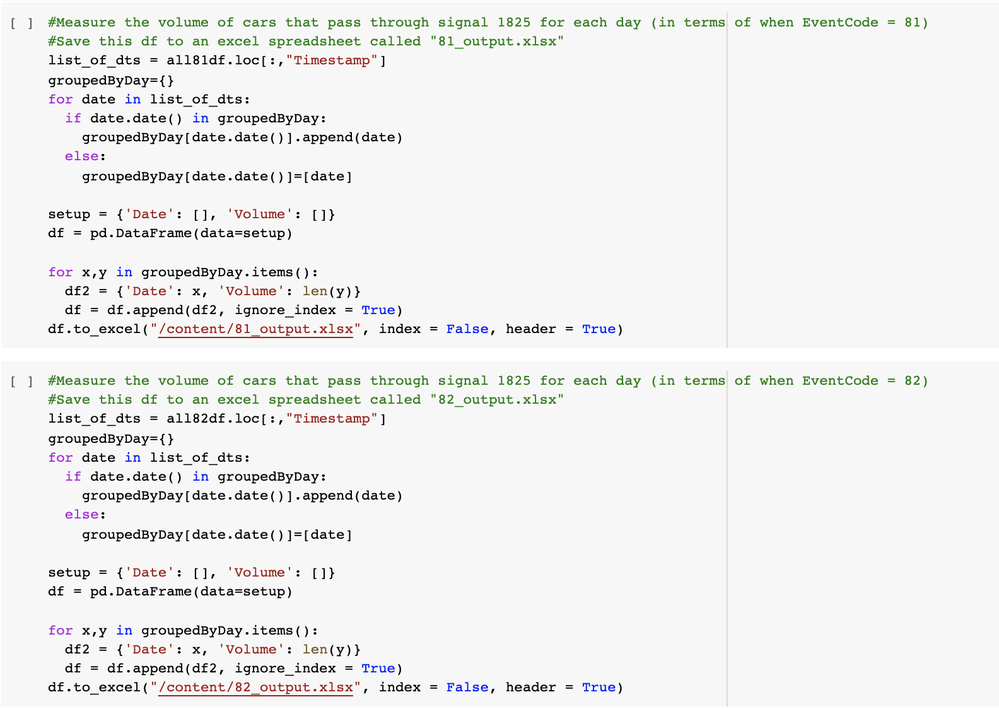 [ ] #Measure the volume of cars that pass through signal 1825 for each day (in terms of when EventCode = 81)
#Save this df to an excel spreadsheet called "81_output.xlsx"
list_of_dts = all81df.loc[:,"Timestamp"]
groupedByDay={}
for date in list_of_dts:
  if date.date() in groupedByDay:
    groupedByDay[date.date()].append(date)
  else:
    groupedByDay[date.date()]=[date]

setup = {'Date': [], 'Volume': []}
df = pd.DataFrame(data=setup)

for x,y in groupedByDay.items():
  df2 = {'Date': x, 'Volume': len(y)}
  df = df.append(df2, ignore_index = True)
df.to_excel("/content/81_output.xlsx", index = False, header = True)

[ ] #Measure the volume of cars that pass through signal 1825 for each day (in terms of when EventCode = 82)
#Save this df to an excel spreadsheet called "82_output.xlsx"
list_of_dts = all82df.loc[:,"Timestamp"]
groupedByDay={}
for date in list_of_dts:
  if date.date() in groupedByDay:
    groupedByDay[date.date()].append(date)
  else:
    groupedByDay[date.date()]=[date]

setup = {'Date': [], 'Volume': []}
df = pd.DataFrame(data=setup)

for x,y in groupedByDay.items():
  df2 = {'Date': x, 'Volume': len(y)}
  df = df.append(df2, ignore_index = True)
df.to_excel("/content/82_output.xlsx", index = False, header = True)